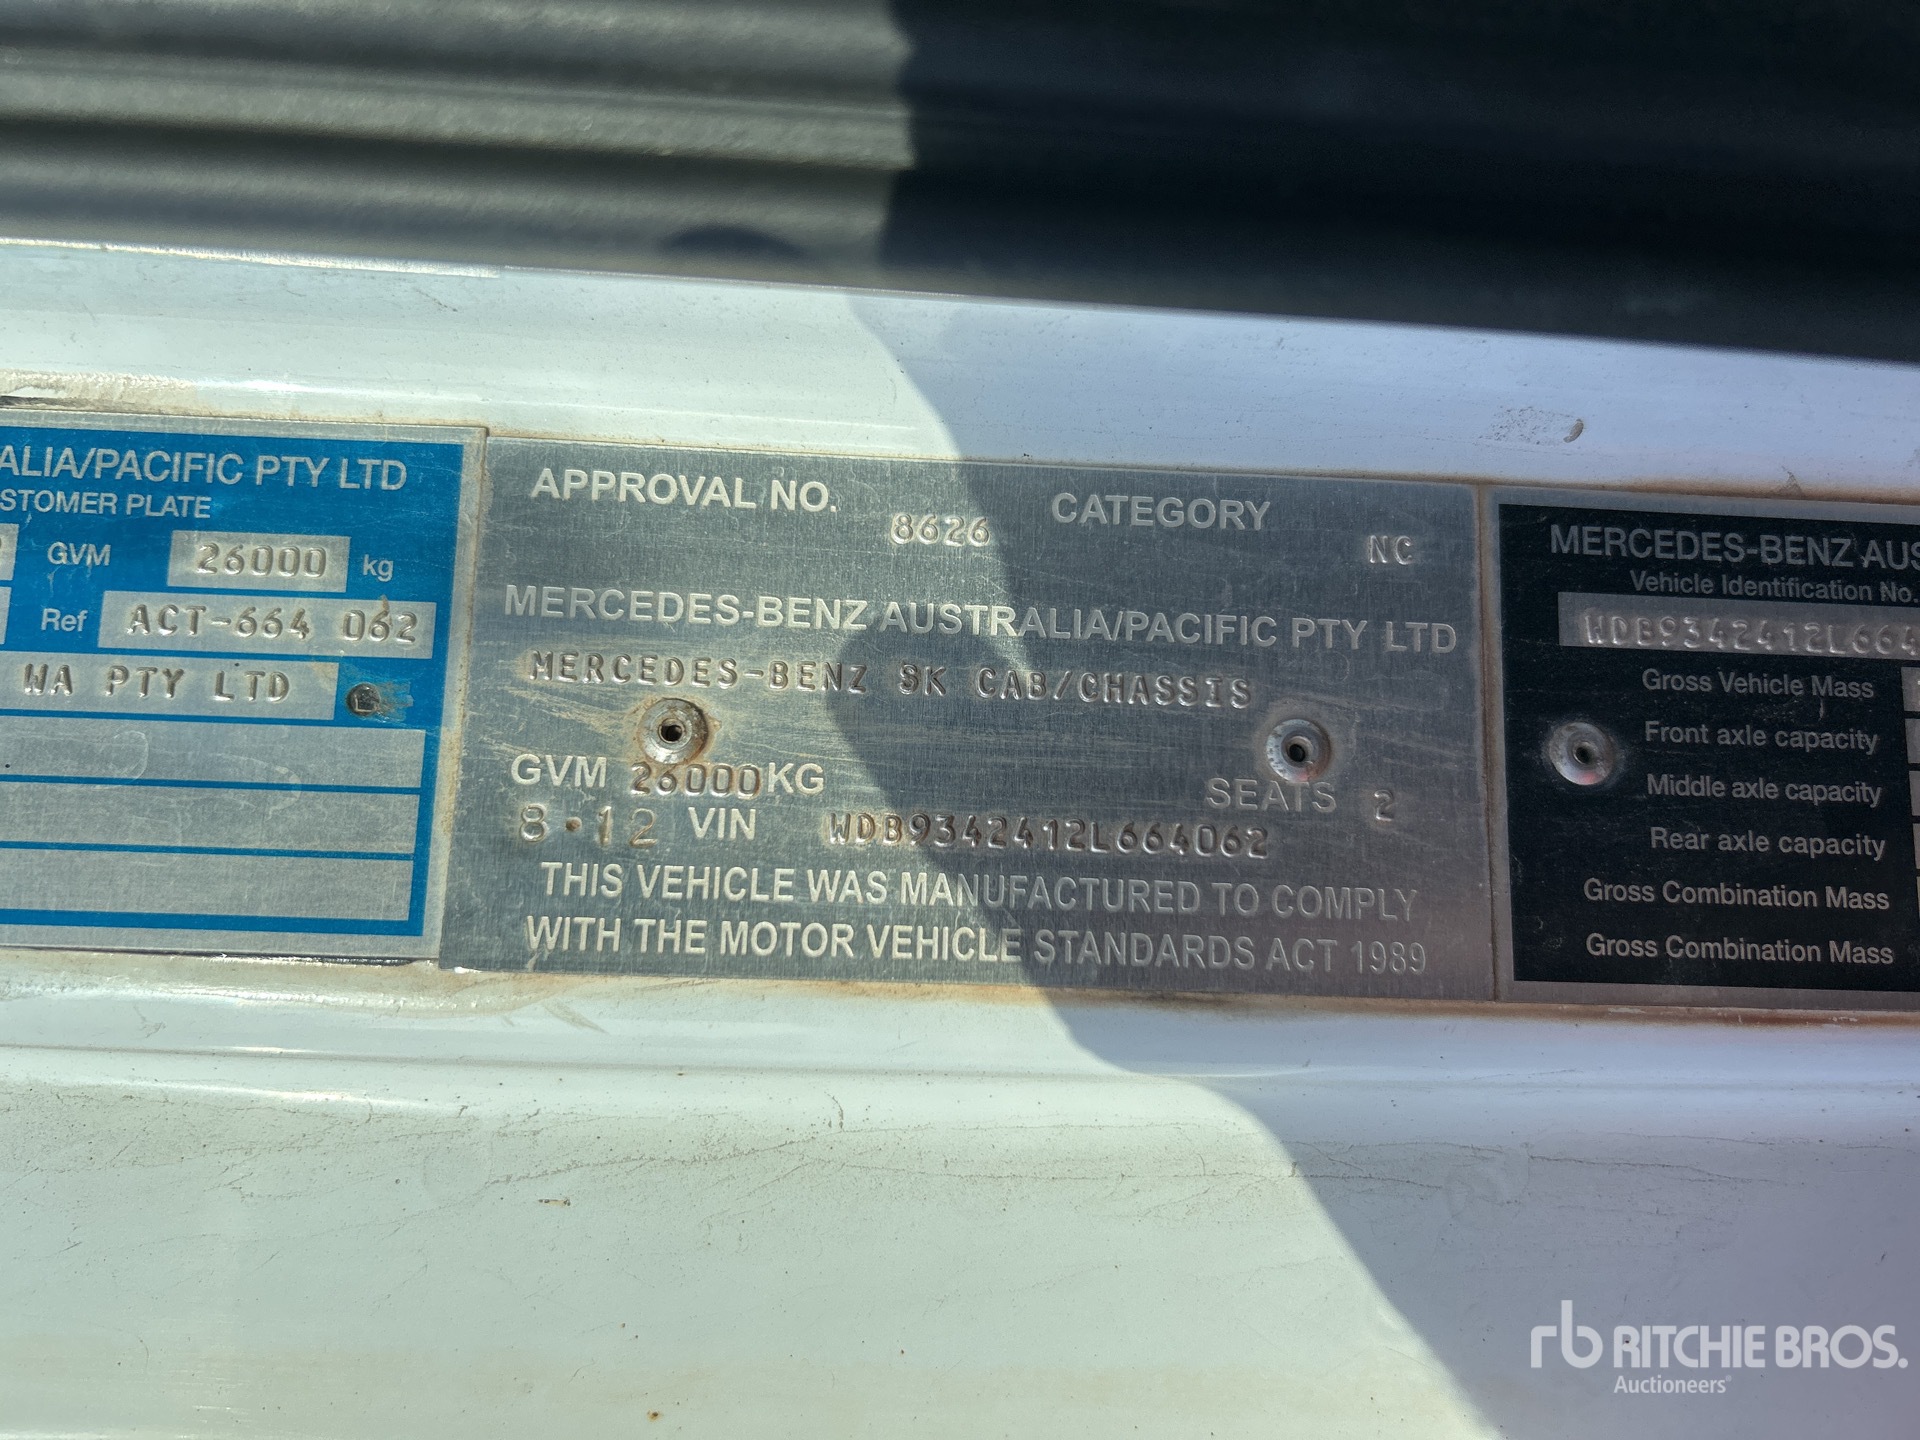 ALIA/PACIFIC PTY LTD
STOMER PLATE
GVM 26000 kg
Ref ACT-664 062
WA PTY LTD
APPROVAL NO. 8626 CATEGORY NC
MERCEDES-BENZ AUSTRALIA/PACIFIC PTY LTD
MERCEDES-BENZ SK CAB/CHASSIS
GVM 26000KG SEATS 2
8·12 VIN WDB9342412L664062
THIS VEHICLE WAS MANUFACTURED TO COMPLY
WITH THE MOTOR VEHICLE STANDARDS ACT 1989
MERCEDES-BENZ AUS
Vehicle Identification No.
WDB9342412L664
Gross Vehicle Mass
Front axle capacity
Middle axle capacity
Rear axle capacity
Gross Combination Mass
Gross Combination Mass
rb RITCHIE BROS.
Auctioneers